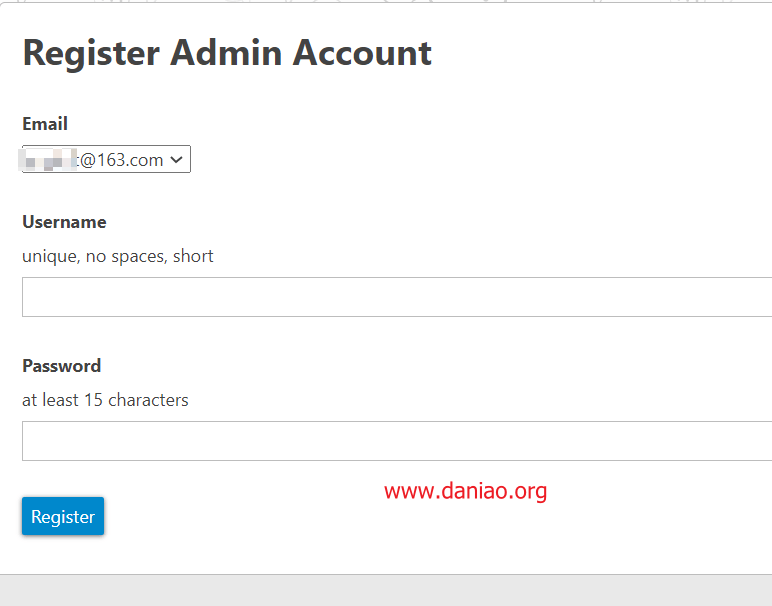 Register Admin Account
Email
@163.com
Username
unique, no spaces, short
Password
at least 15 characters
www.daniao.org
Register